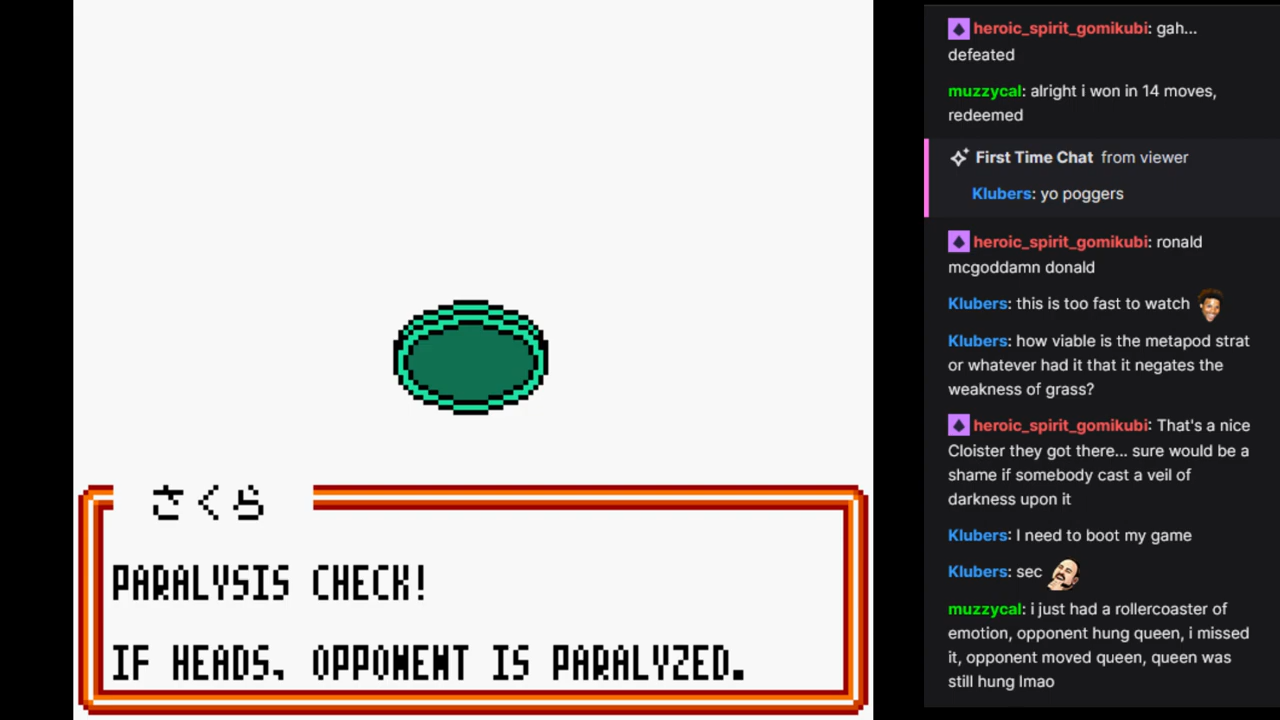 さくら
PARALYSIS CHECK!
IF HEADS, OPPONENT IS PARALYZED.
heroic_spirit_gomikubi: gah...
defeated
muzzycal: alright i won in 14 moves,
redeemed
First Time Chat from viewer
Klubers: yo poggers
heroic_spirit_gomikubi: ronald
mcgoddamn donald
Klubers: this is too fast to watch
Klubers: how viable is the metapod strat
or whatever had it that it negates the
weakness of grass?
heroic_spirit_gomikubi: That's a nice
Cloister they got there... sure would be a
shame if somebody cast a veil of
darkness upon it
Klubers: I need to boot my game
Klubers: sec
muzzycal: i just had a rollercoaster of
emotion, opponent hung queen, i missed
it, opponent moved queen, queen was
still hung lmao